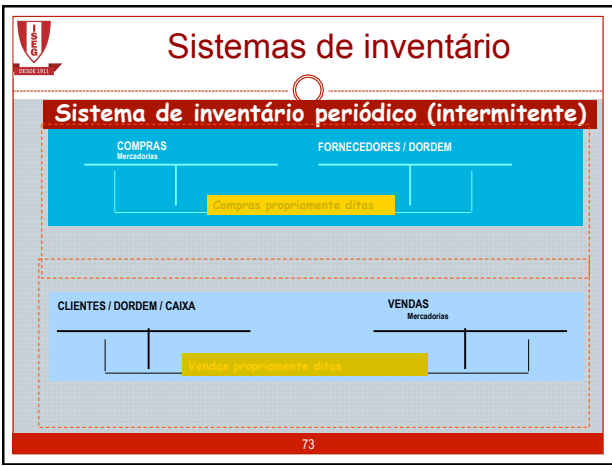 ISEG
DESDE 1911
Sistemas de inventário
Sistema de inventário periódico (intermitente)
COMPRAS
Mercadorias
FORNECEDORES / DORDEM
Compras propriamente ditas
CLIENTES / DORDEM / CAIXA
VENDAS
Mercadorias
Vendas propriamente ditas
73